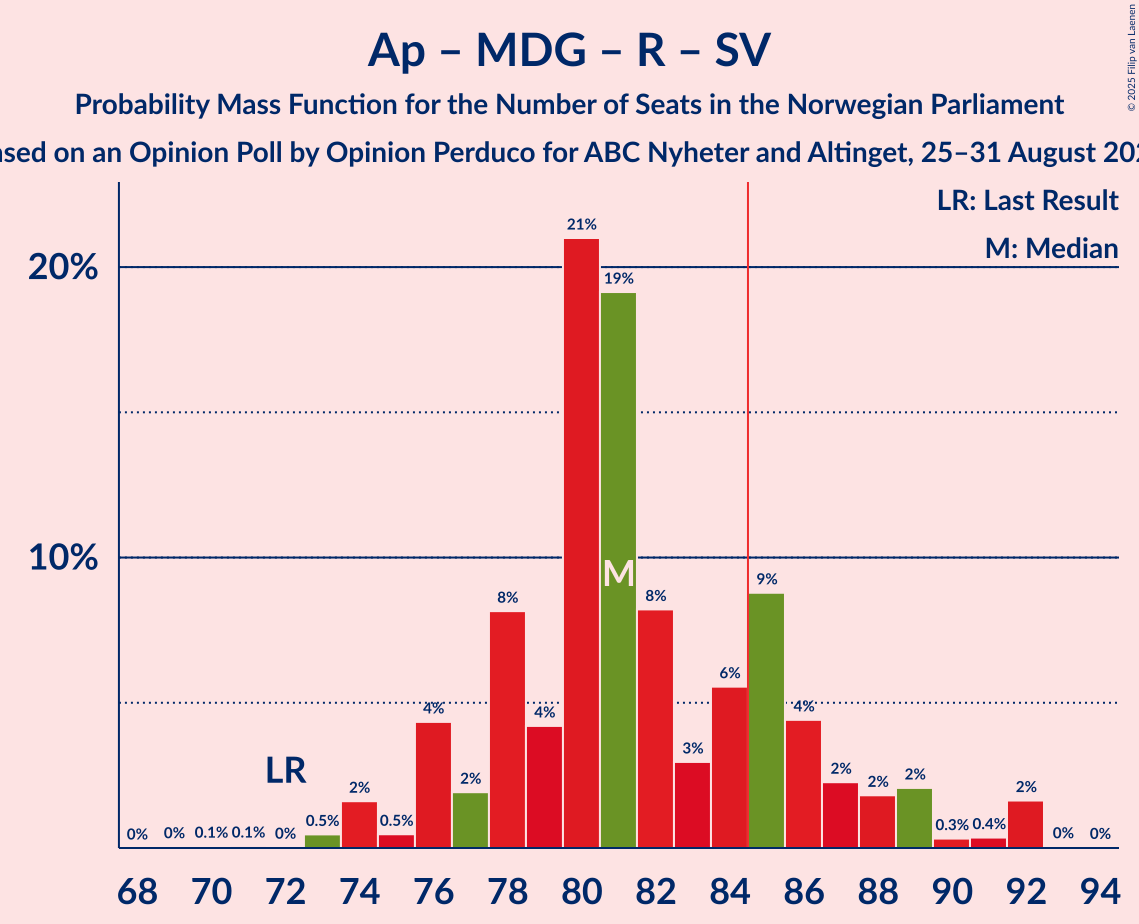 Ap – MDG – R – SV
Probability Mass Function for the Number of Seats in the Norwegian Parliament
on an Opinion Poll by Opinion Perduco for ABC Nyheter and Altinget, 25–31 August
© 2025 Filip van Laenen
LR: Last Result
M: Median
20%
10%
0% 0% 0.1% 0.1% 0% 0.5% 2% 0.5% 4% 2% 8% 4% 21% 19% 8% 3% 6% 9% 4% 2% 2% 2% 0.3% 0.4% 2% 0% 0%
LR
M
68 70 72 74 76 78 80 82 84 86 88 90 92 94